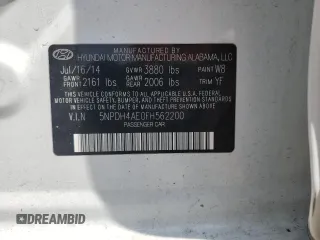 MANUFACTURED BY
HYUNDAI MOTOR MANUFACTURING ALABAMA, LLC
Jul/16/14 GVWR 3880 lbs PAINT W8
GAWR FRONT 2161 lbs GAWR REAR 2006 lbs TRIM YF
THIS VEHICLE CONFORMS TO ALL APPLICABLE
FEDERAL MOTOR VEHICLE SAFETY, BUMPER,
AND THEFT PREVENTION STANDARDS
IN EFFECT ON THE DATE OF
MANUFACTURE SHOWN ABOVE.
V.I.N 5NPDH4AE0FH562200
PASSENGER CAR
DREAMBID